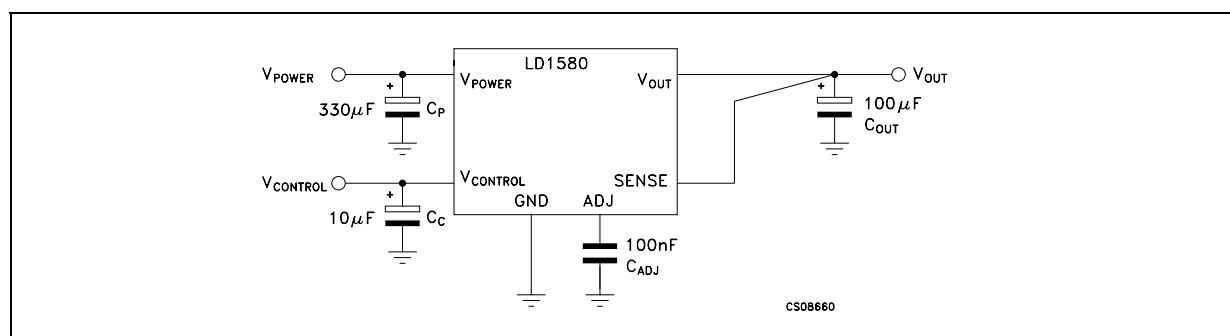 LD1580
V_POWER
+
V_POWER
330μF
C_P
V_OUT
V_OUT
+
100μF
C_OUT
V_CONTROL
V_CONTROL
SENSE
+
10μF
C_C
GND
ADJ
100nF
C_ADJ
CS08660